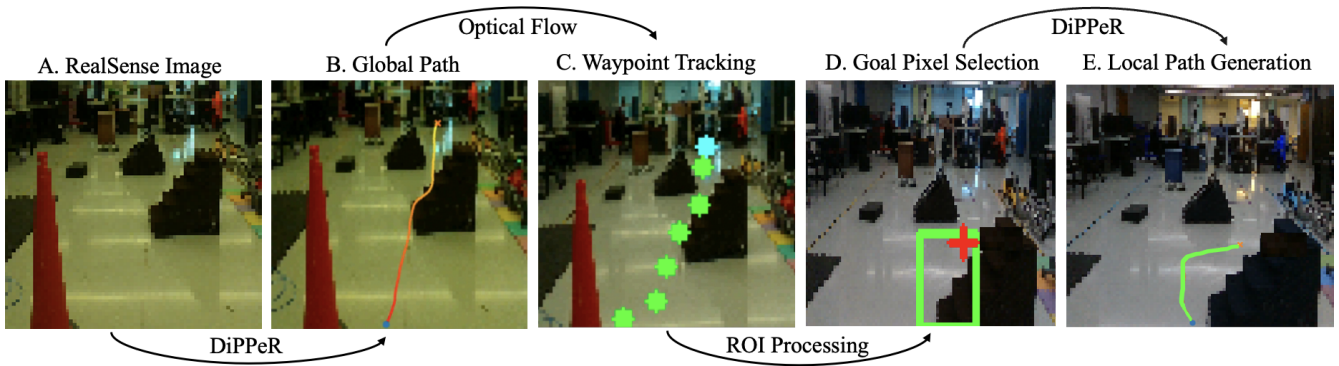 Optical Flow
DiPPeR
A. RealSense Image
B. Global Path
C. Waypoint Tracking
D. Goal Pixel Selection
E. Local Path Generation
DiPPeR
ROI Processing